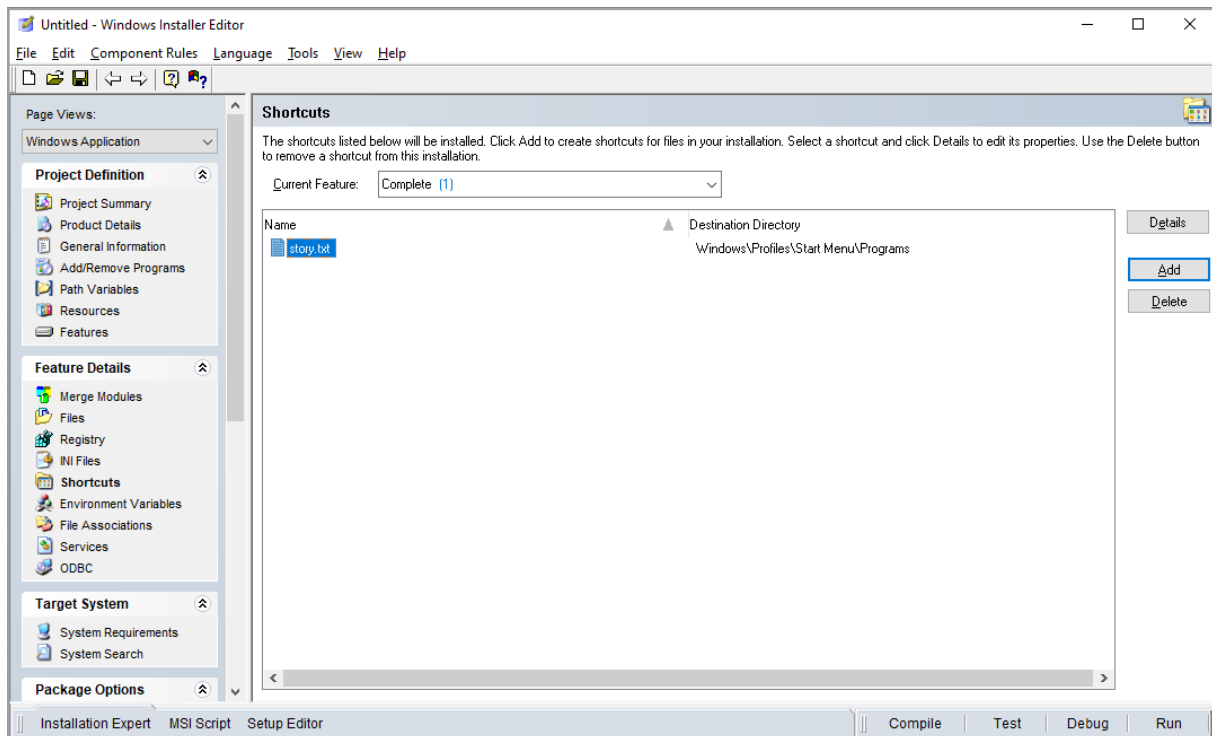 Untitled - Windows Installer Editor
File Edit Component Rules Language Tools View Help
Page Views:
Windows Application
Project Definition
Project Summary
Product Details
General Information
Add/Remove Programs
Path Variables
Resources
Features
Feature Details
Merge Modules
Files
Registry
INI Files
Shortcuts
Environment Variables
File Associations
Services
ODBC
Target System
System Requirements
System Search
Package Options
Shortcuts
The shortcuts listed below will be installed. Click Add to create shortcuts for files in your installation. Select a shortcut and click Details to edit its properties. Use the Delete button
to remove a shortcut from this installation.
Current Feature: Complete (1)
Name Destination Directory
story.txt Windows\Profiles\Start Menu\Programs
Details
Add
Delete
Installation Expert MSI Script Setup Editor Compile Test Debug Run